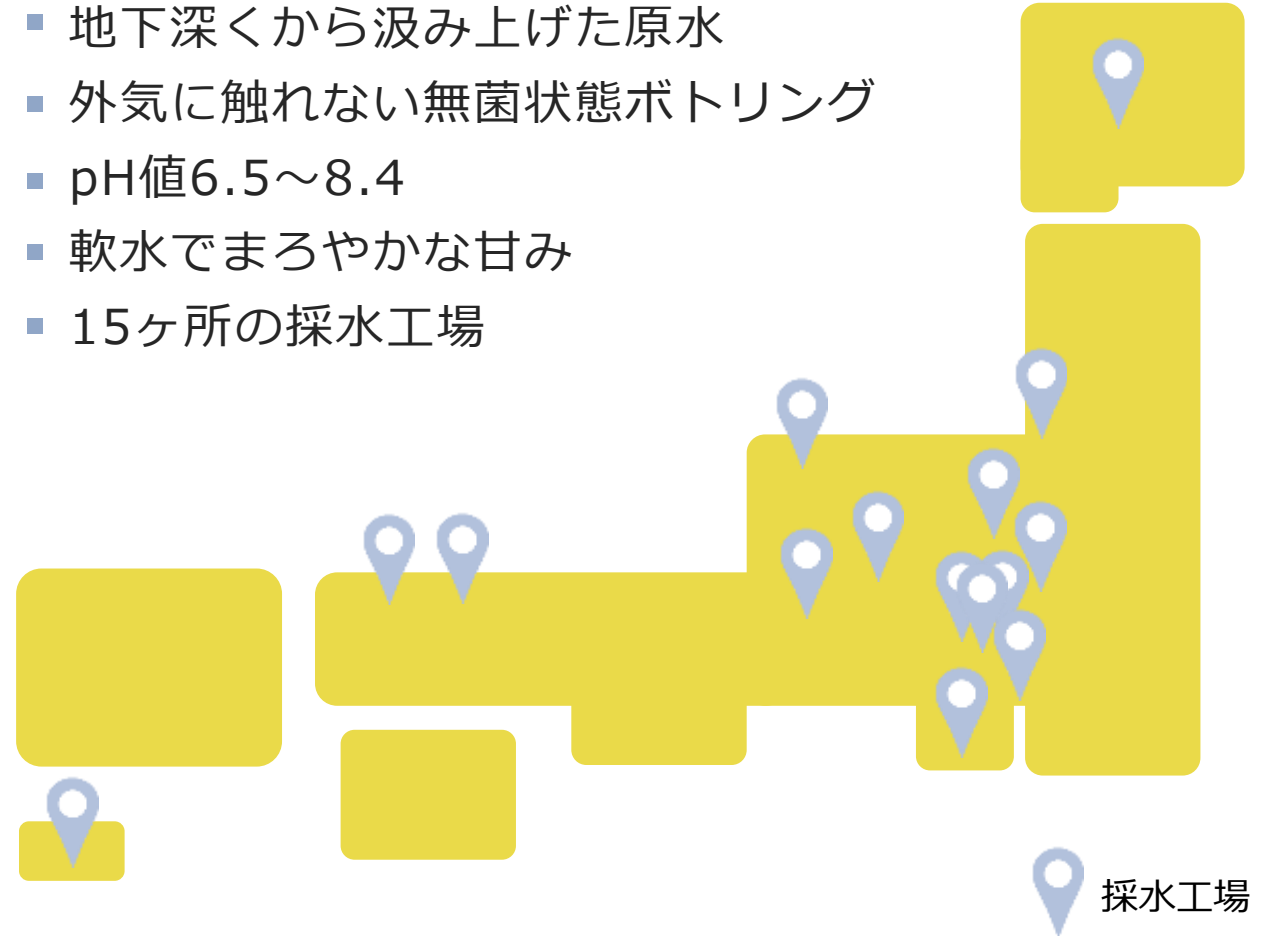 地下深くから汲み上げた原水
外気に触れない無菌状態ボトリング
pH値6.5～8.4
軟水でまろやかな甘み
15ヶ所の採水工場
採水工場